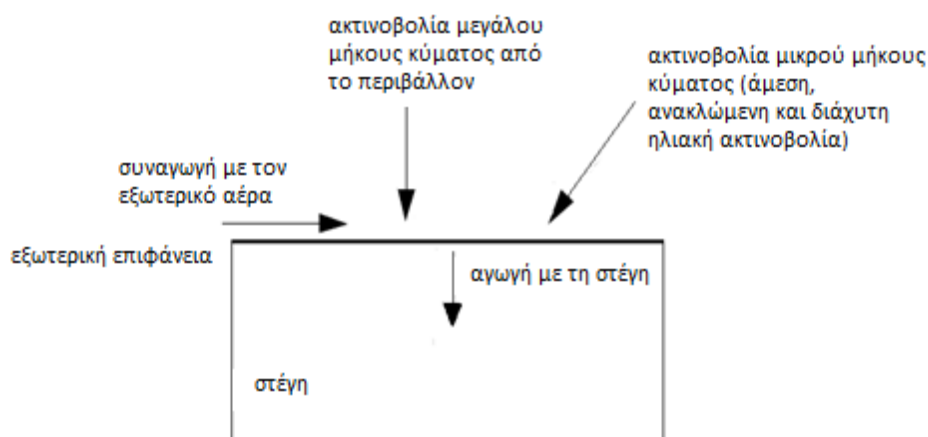 ακτινοβολία μεγάλου
μήκους κύματος από
το περιβάλλον
ακτινοβολία μικρού μήκους
κύματος (άμεση,
ανακλώμενη και διάχυτη
ηλιακή ακτινοβολία)
συναγωγή με τον
εξωτερικό αέρα
εξωτερική επιφάνεια
αγωγή με τη στέγη
στέγη